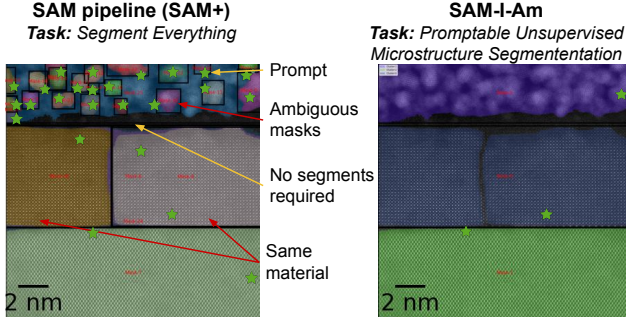 SAM pipeline (SAM+)
Task: Segment Everything
SAM-I-Am
Task: Promptable Unsupervised
Microstructure Segmententation
Prompt
Ambiguous
masks
No segments
required
Same
material
2 nm
2 nm